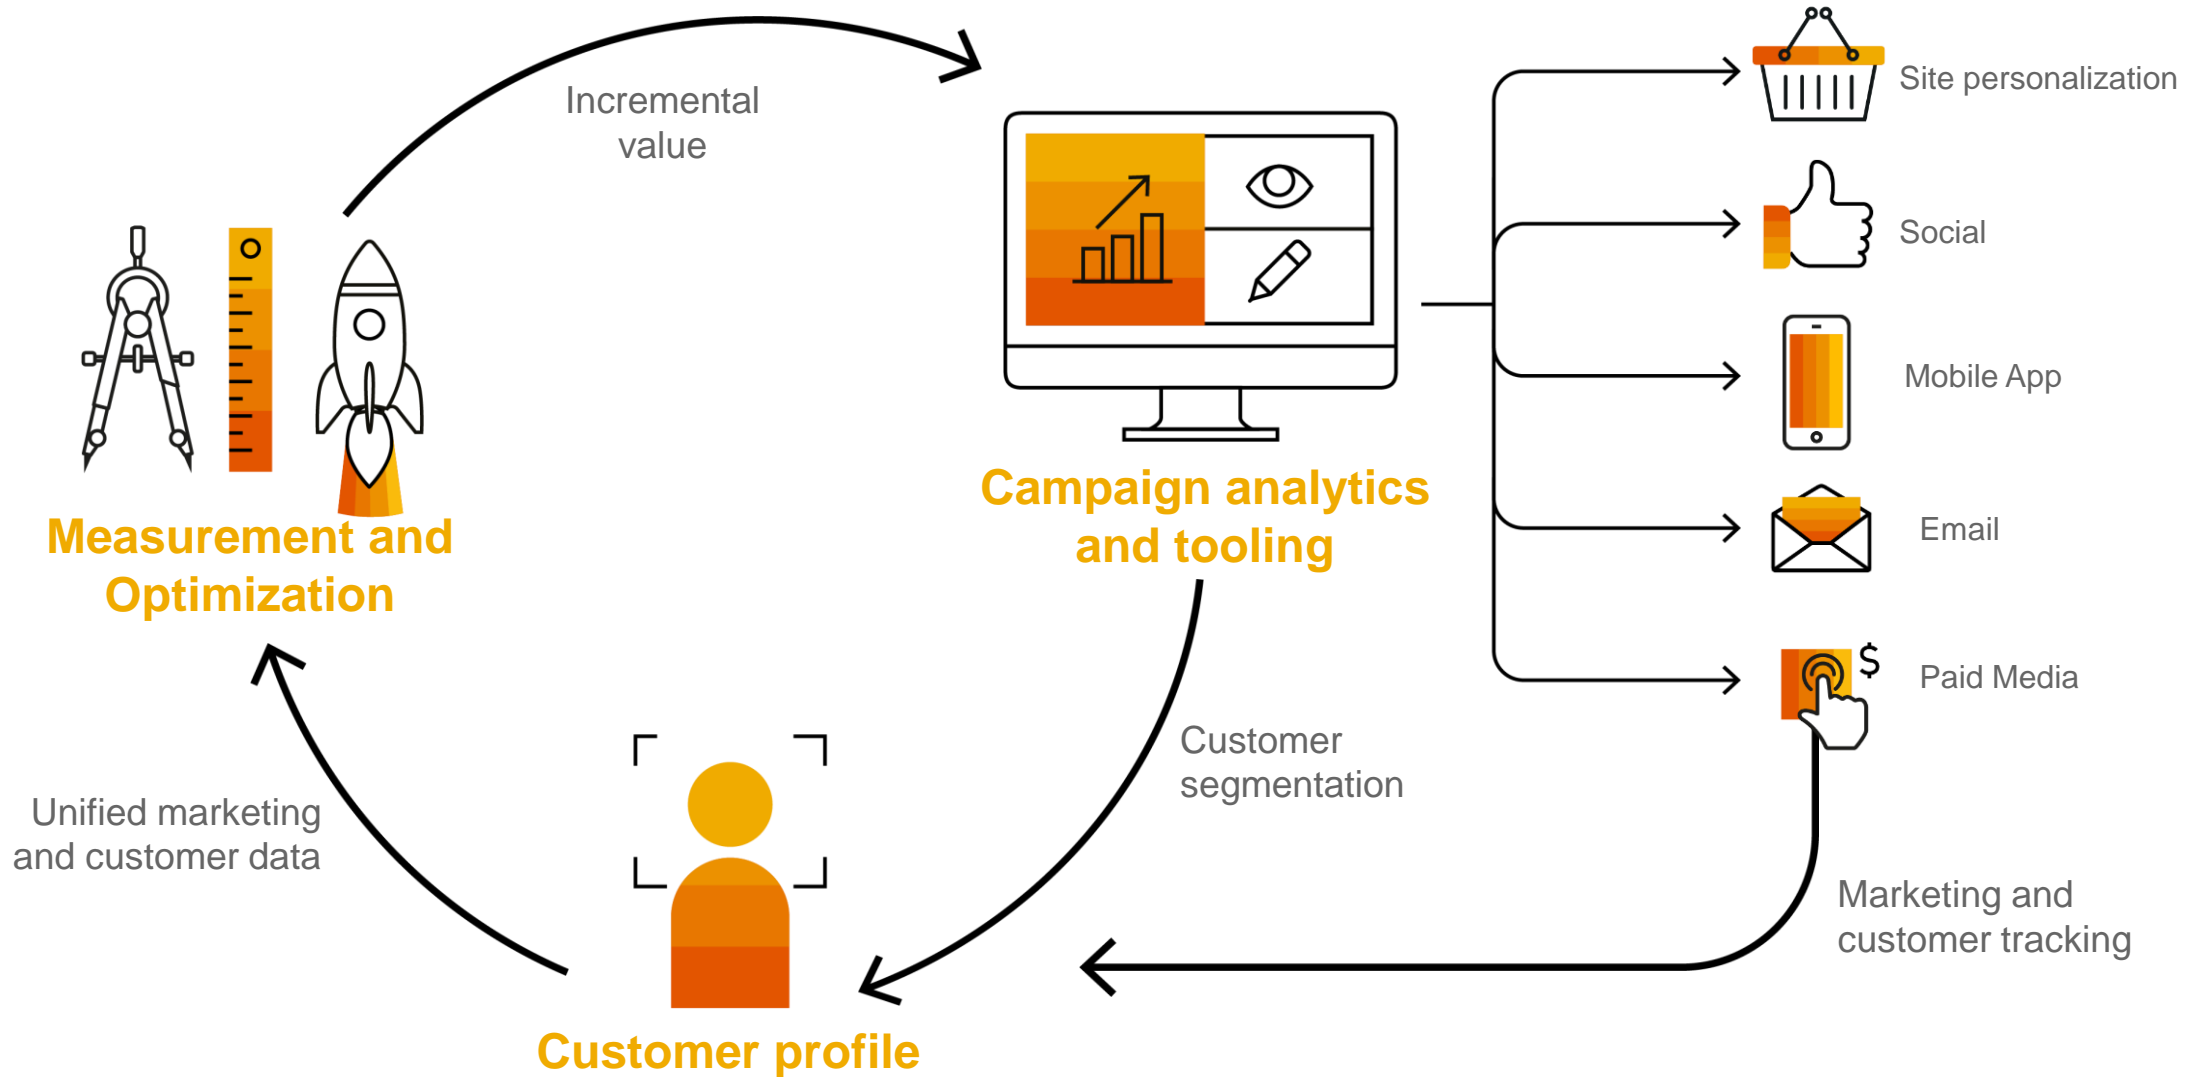 Incremental
value
Site personalization
Social
Mobile App
Email
Paid Media
$
Campaign analytics
and tooling
Measurement and
Optimization
Customer
segmentation
Unified marketing
and customer data
Marketing and
customer tracking
Customer profile